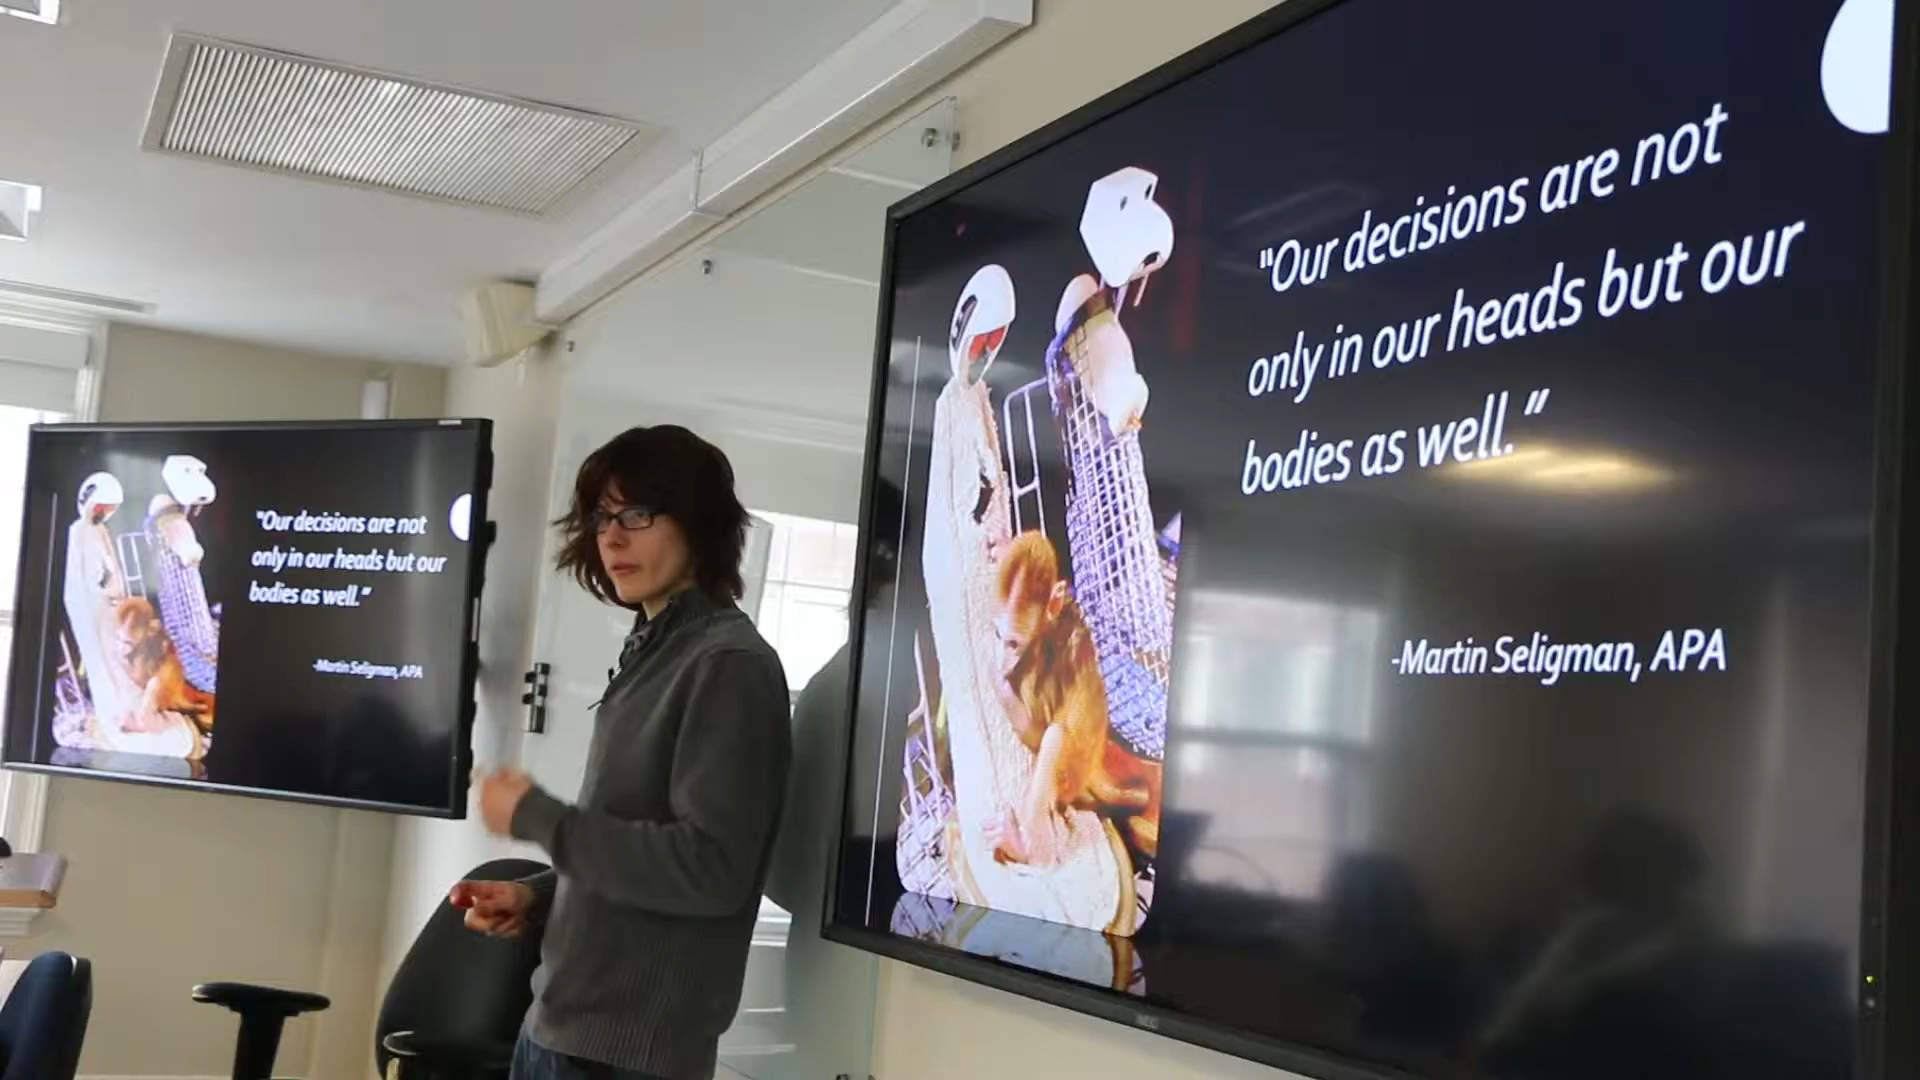 "Our decisions are not
only in our heads but our
bodies as well."
-Martin Seligman, APA
"Our decisions are not
only in our heads but our
bodies as well."
-Martin Seligman, APA